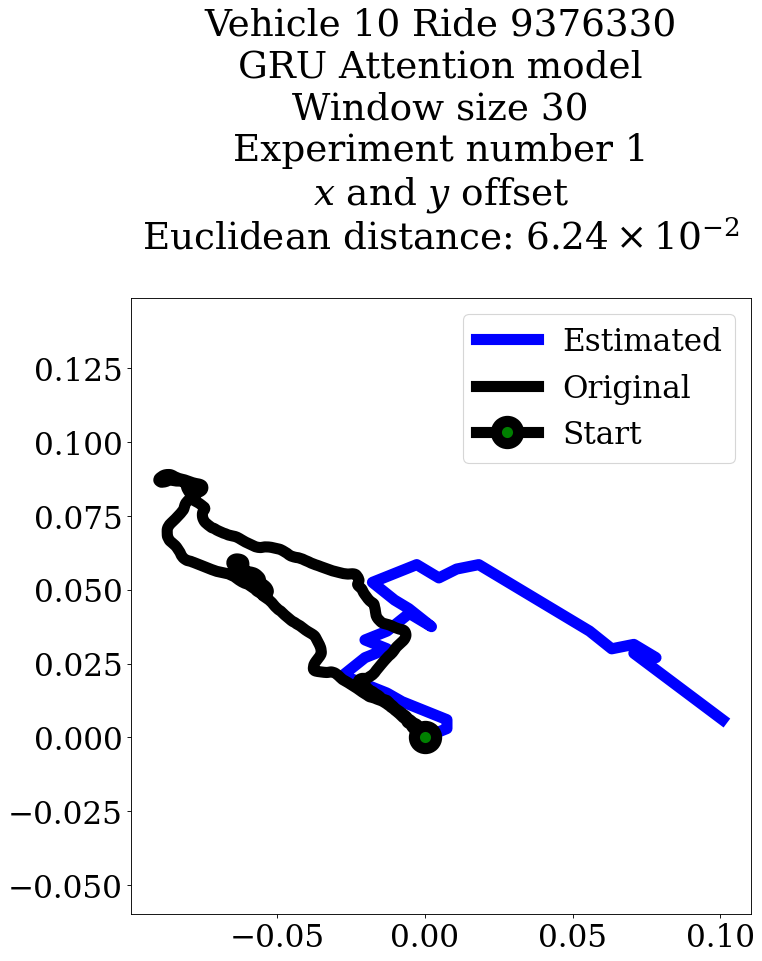 Vehicle 10 Ride 9376330
GRU Attention model
Window size 30
Experiment number 1
x and y offset
Euclidean distance: 6.24 × 10⁻²
Estimated
Original
Start
0.125
0.100
0.075
0.050
0.025
0.000
−0.025
−0.050
−0.05 0.00 0.05 0.10